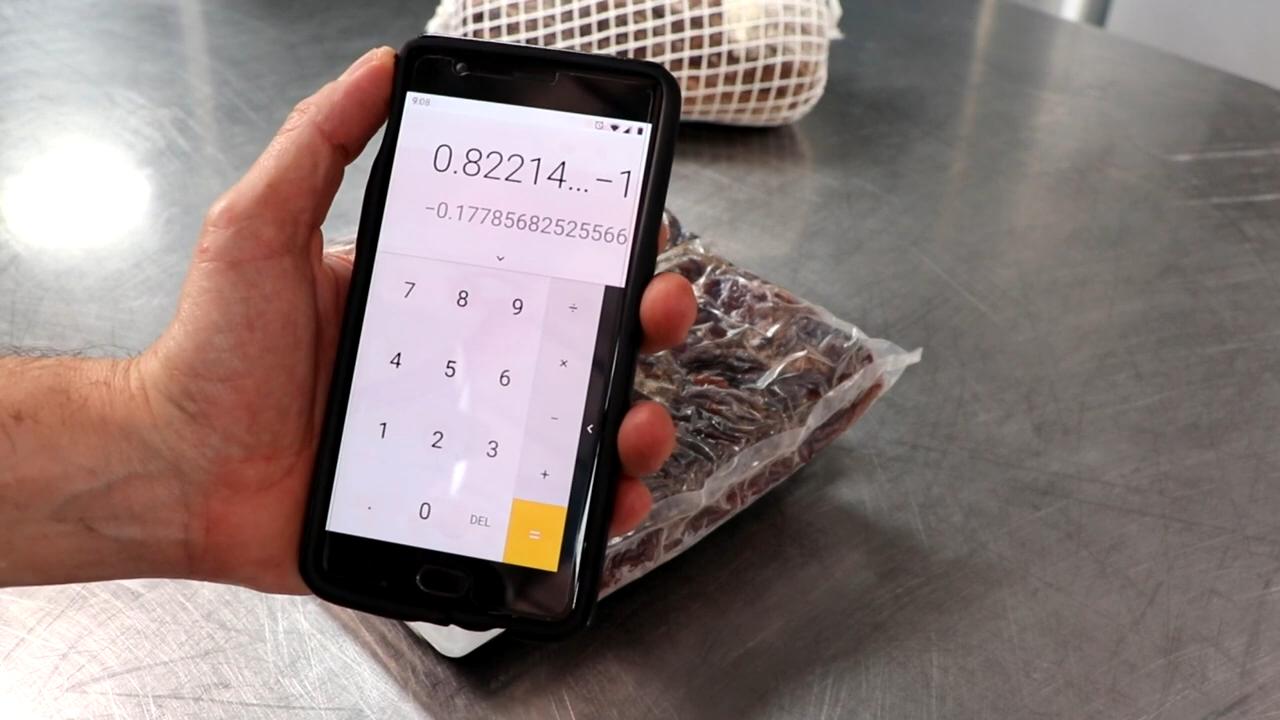 9:08
0.82214...−1
−0.17785682525566
7 8 9 ÷
4 5 6 ×
1 2 3 −
+
. 0 DEL =